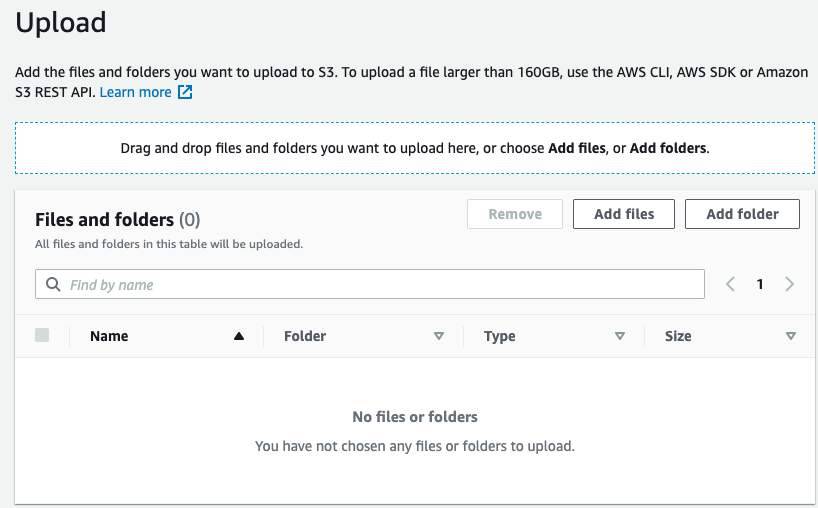 Upload
Add the files and folders you want to upload to S3. To upload a file larger than 160GB, use the AWS CLI, AWS SDK or Amazon
S3 REST API. Learn more
Drag and drop files and folders you want to upload here, or choose Add files, or Add folders.
Files and folders (0)
Remove
Add files
Add folder
All files and folders in this table will be uploaded.
Find by name
1
Name
Folder
Type
Size
No files or folders
You have not chosen any files or folders to upload.